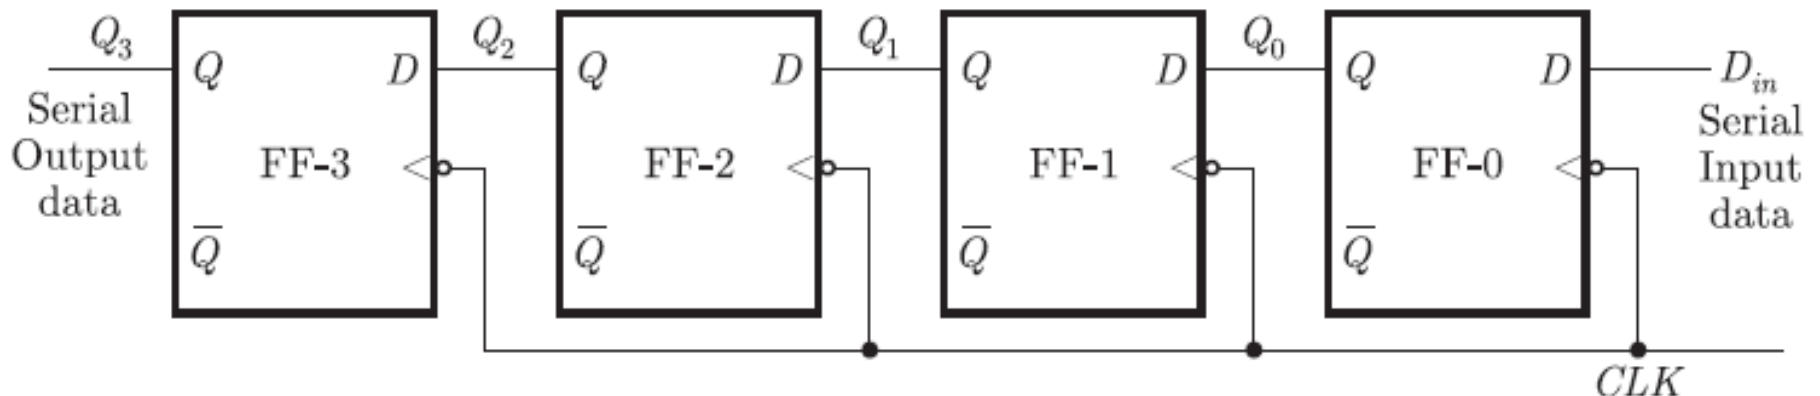 Q₃
Q₂
Q₁
Q₀
Q D
Q D
Q D
Q D
D_in
Serial
Output
data
Serial
Input
data
FF-3
FF-2
FF-1
FF-0
Q̅
Q̅
Q̅
Q̅
CLK